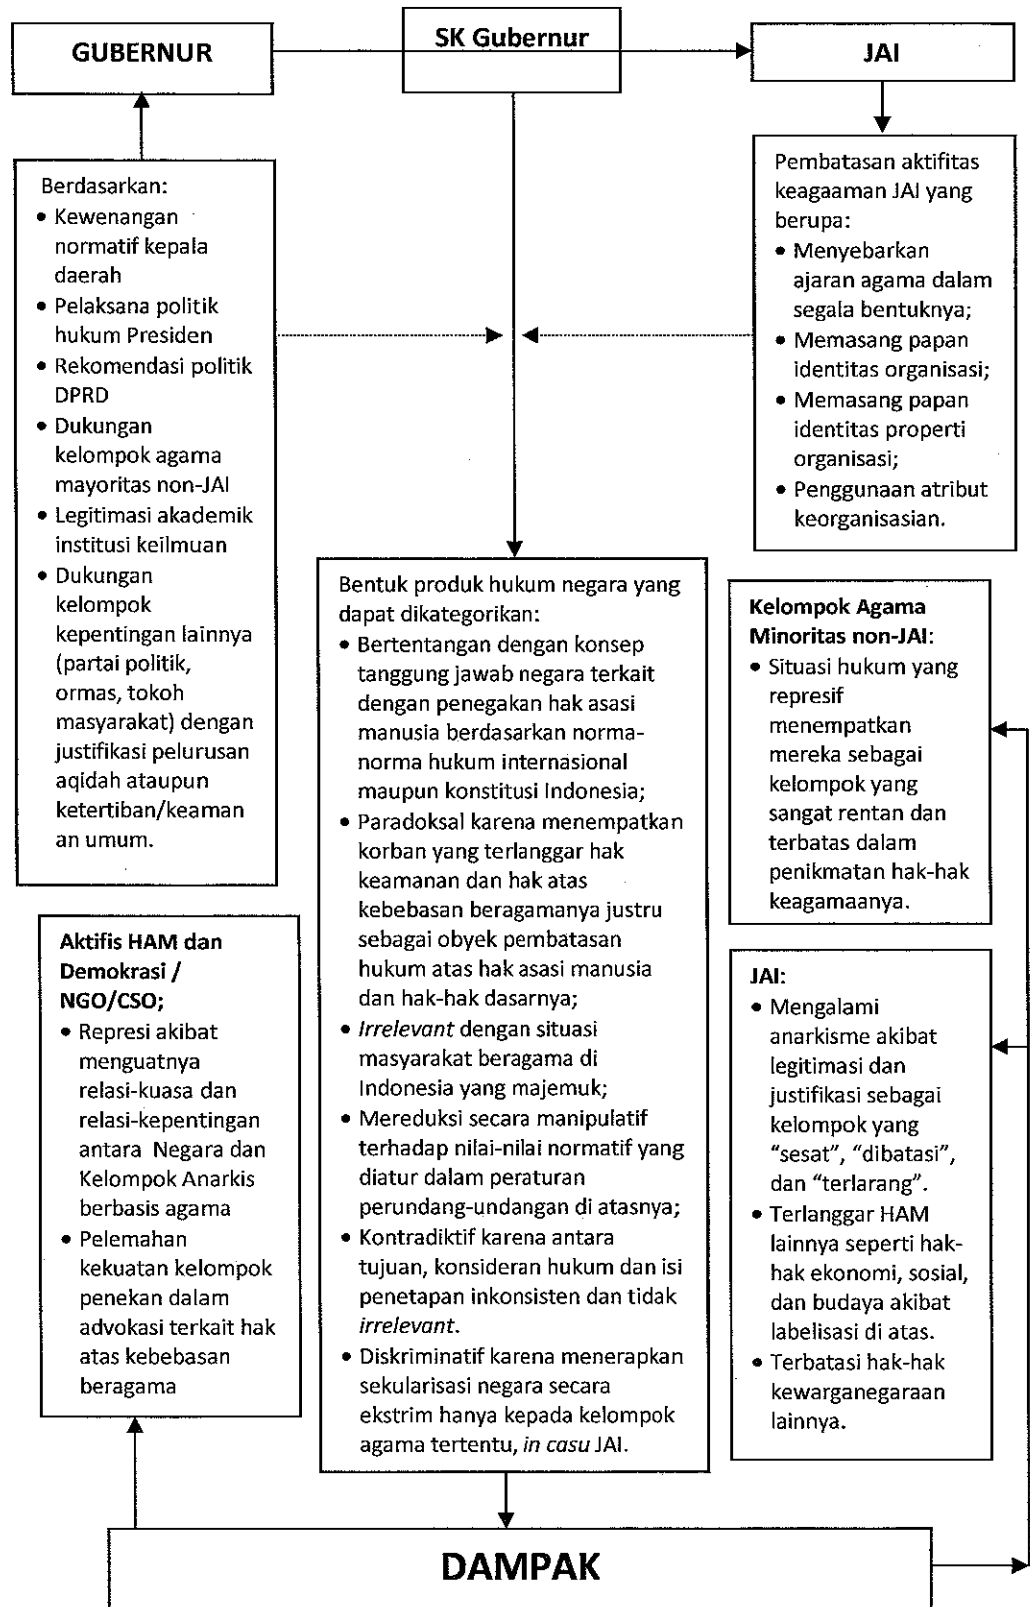 GUBERNUR
SK Gubernur
JAI
Berdasarkan:
• Kewenangan
normatif kepala
daerah
• Pelaksana politik
hukum Presiden
• Rekomendasi politik
DPRD
• Dukungan
kelompok agama
mayoritas non-JAI
• Legitimasi akademik
institusi keilmuan
• Dukungan
kelompok
kepentingan lainnya
(partai politik,
ormas, tokoh
masyarakat) dengan
justifikasi pelurusan
aqidah ataupun
ketertiban/keaman
an umum.
Pembatasan aktifitas
keagaaman JAI yang
berupa:
• Menyebarkan
ajaran agama dalam
segala bentuknya;
• Memasang papan
identitas organisasi;
• Memasang papan
identitas properti
organisasi;
• Penggunaan atribut
keorganisasian.
Bentuk produk hukum negara yang
dapat dikategorikan:
• Bertentangan dengan konsep
tanggung jawab negara terkait
dengan penegakan hak asasi
manusia berdasarkan norma-
norma hukum internasional
maupun konstitusi Indonesia;
• Paradoksal karena menempatkan
korban yang terlanggar hak
keamanan dan hak atas
kebebasan beragamanya justru
sebagai obyek pembatasan
hukum atas hak asasi manusia
dan hak-hak dasarnya;
• Irrelevant dengan situasi
masyarakat beragama di
Indonesia yang majemuk;
• Mereduksi secara manipulatif
terhadap nilai-nilai normatif yang
diatur dalam peraturan
perundang-undangan di atasnya;
• Kontradiktif karena antara
tujuan, konsideran hukum dan isi
penetapan inkonsisten dan tidak
irrelevant.
• Diskriminatif karena menerapkan
sekularisasi negara secara
ekstrim hanya kepada kelompok
agama tertentu, in casu JAI.
Kelompok Agama
Minoritas non-JAI:
• Situasi hukum yang
represif
menempatkan
mereka sebagai
kelompok yang
sangat rentan dan
terbatas dalam
penikmatan hak-hak
keagamaanya.
Aktifis HAM dan
Demokrasi /
NGO/CSO;
• Represi akibat
menguatnya
relasi-kuasa dan
relasi-kepentingan
antara Negara dan
Kelompok Anarkis
berbasis agama
• Pelemahan
kekuatan kelompok
penekan dalam
advokasi terkait hak
atas kebebasan
beragama
JAI:
• Mengalami
anarkisme akibat
legitimasi dan
justifikasi sebagai
kelompok yang
“sesat”, “dibatasi”,
dan “terlarang”.
• Terlanggar HAM
lainnya seperti hak-
hak ekonomi, sosial,
dan budaya akibat
labelisasi di atas.
• Terbatasi hak-hak
kewarganegaraan
lainnya.
DAMPAK